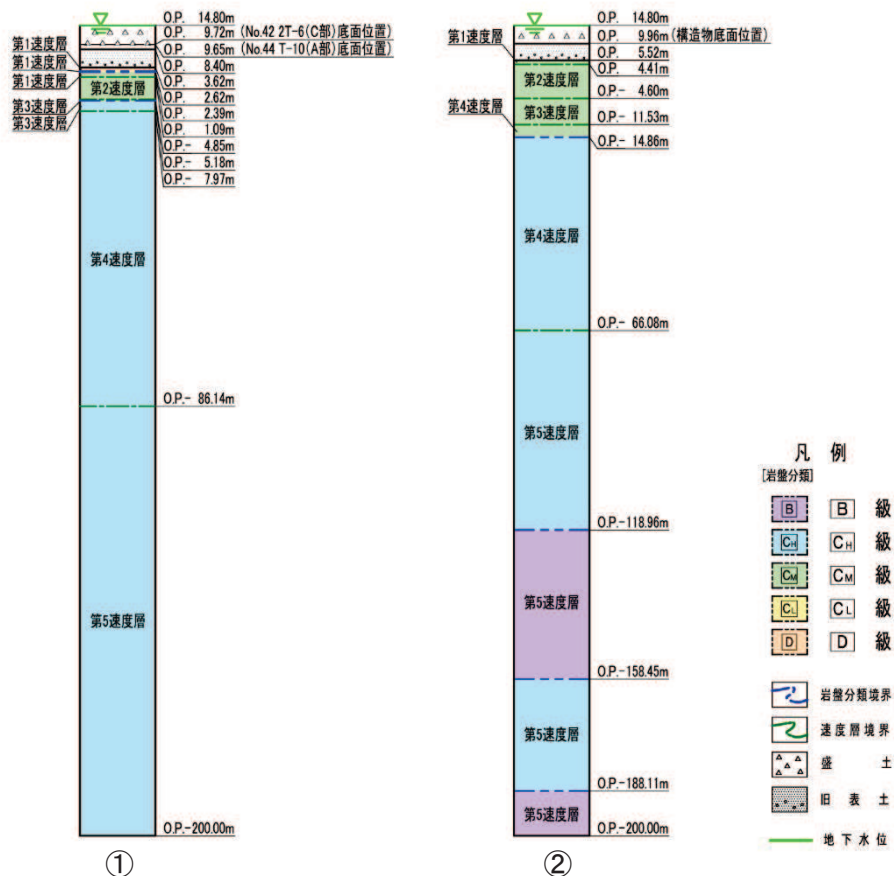 O.P. 14.80m
O.P. 9.72m (No.42 2T-6(C部)底面位置)
O.P. 9.65m (No.44 T-10(A部)底面位置)
O.P. 8.40m
O.P. 3.62m
O.P. 2.62m
O.P. 2.39m
O.P. 1.09m
O.P.- 4.85m
O.P.- 5.18m
O.P.- 7.97m
第1速度層
第1速度層
第1速度層
第2速度層
第3速度層
第3速度層
第4速度層
O.P.- 86.14m
第5速度層
O.P.-200.00m
①
O.P. 14.80m
O.P. 9.96m (構造物底面位置)
第1速度層
O.P. 5.52m
O.P. 4.41m
第2速度層
O.P.- 4.60m
第4速度層
第3速度層
O.P.- 11.53m
O.P.- 14.86m
第4速度層
O.P.- 66.08m
第5速度層
O.P.-118.96m
第5速度層
O.P.-158.45m
第5速度層
O.P.-188.11m
第5速度層
O.P.-200.00m
②
凡 例
[岩盤分類]
B B 級
CH CH 級
CM CM 級
CL CL 級
D D 級
岩盤分類境界
速度層境界
盛 土
旧 表 土
地下水位